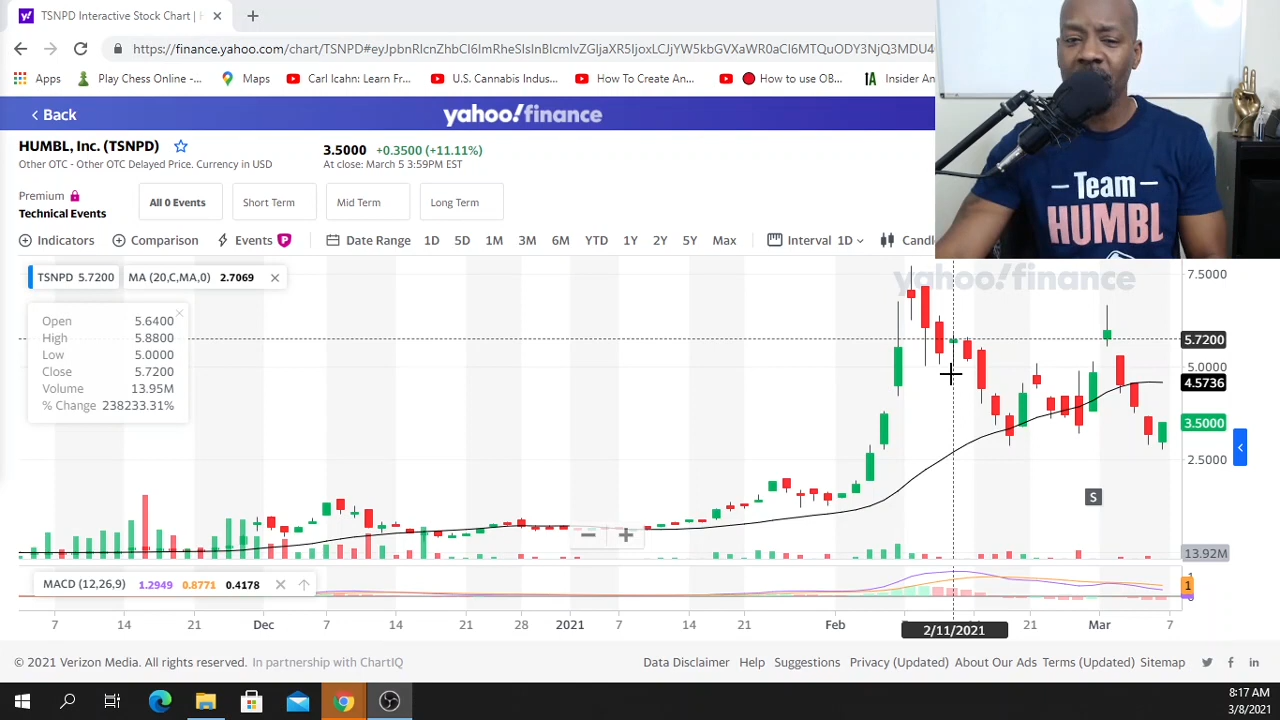 TSNPD Interactive Stock Chart | H
https://finance.yahoo.com/chart/TSNPD#
Apps Play Chess Online -... Maps Carl Icahn: Learn Fr... U.S. Cannabis Indus... How To Create An... How to use OB... IA Insider An
Back
yahoo!finance
HUMBL, Inc. (TSNPD)
Other OTC - Other OTC Delayed Price. Currency in USD
3.5000 +0.3500 (+11.11%)
At close: March 5 3:59PM EST
Premium
Technical Events
All 0 Events Short Term Mid Term Long Term
Indicators Comparison Events P Date Range 1D 5D 1M 3M 6M YTD 1Y 2Y 5Y Max Interval 1D Candl
TSNPD 5.7200 MA (20,C,MA,0) 2.7069
yahoo!finance
Open 5.6400
High 5.8800
Low 5.0000
Close 5.7200
Volume 13.95M
% Change 238233.31%
7.5000
5.7200
5.0000
4.5736
3.5000
2.5000
S
13.92M
MACD (12,26,9) 1.2949 0.8771 0.4178
1
7 14 21 Dec 7 14 21 28 2021 7 14 21 Feb 21 Mar 7
2/11/2021
© 2021 Verizon Media. All rights reserved. In partnership with ChartIQ
Data Disclaimer Help Suggestions Privacy (Updated) About Our Ads Terms (Updated) Sitemap
8:17 AM
3/8/2021
Team
HUMBL